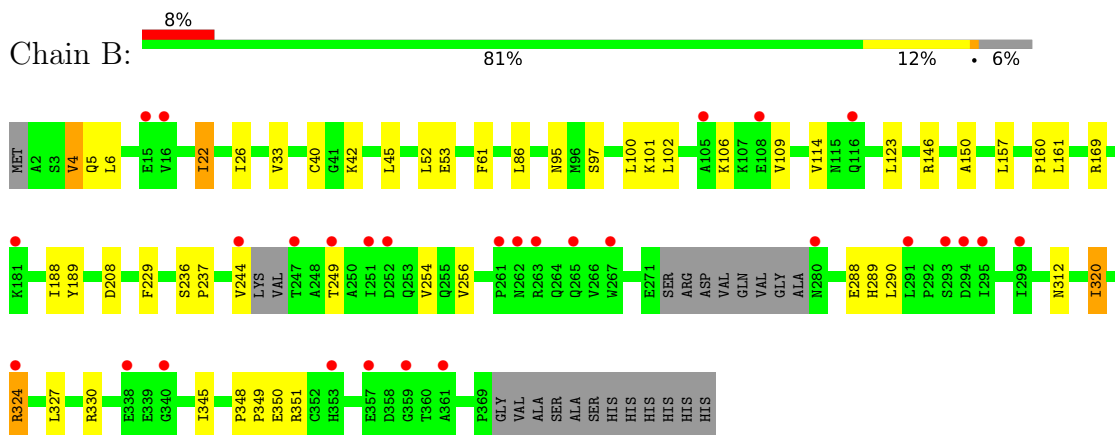 8%
Chain B:
81% 12% • 6%
MET A2 S3 V4 Q5 L6 E15 V16 I22 I26 V33 C40 G41 K42 L45 L52 E53 F61 L86 N95 M96 S97 L100 K101 L102 A105 K106 K107 E108 V109 V114 N115 Q116 L123 R146 A150 L157 P160 L161 R169
K181 I188 Y189 D208 F229 S236 P237 V244 LYS VAL T247 A248 T249 A250 I251 D252 Q253 V254 Q255 V256 P261 N262 R263 Q264 Q265 V266 W267 E271 SER ARG ASP VAL GLN VAL GLY ALA N280 E288 H289 L290 L291 P292 S293 D294 I295 I299 N312 I320
R324 L327 R330 E338 E339 G340 I345 P348 P349 E350 R351 C352 H353 E357 D358 G359 T360 A361 P369 GLY VAL ALA SER ALA SER HIS HIS HIS HIS HIS HIS